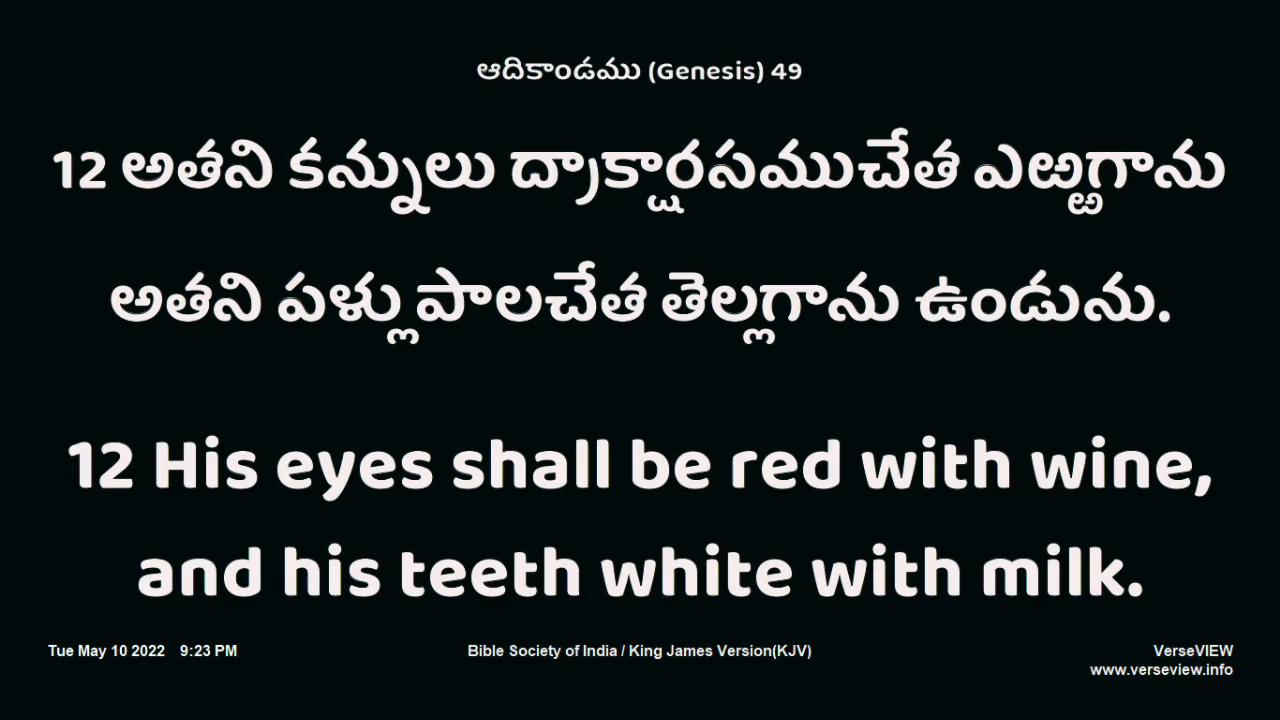 ఆదికాండము (Genesis) 49
12 అతని కన్నులు ద్రాక్షారసముచేత ఎఱ్ఱగాను
అతని పళ్లు పాలచేత తెల్లగాను ఉండును.
12 His eyes shall be red with wine,
and his teeth white with milk.
Tue May 10 2022 9:23 PM Bible Society of India / King James Version(KJV) VerseVIEW
www.verseview.info